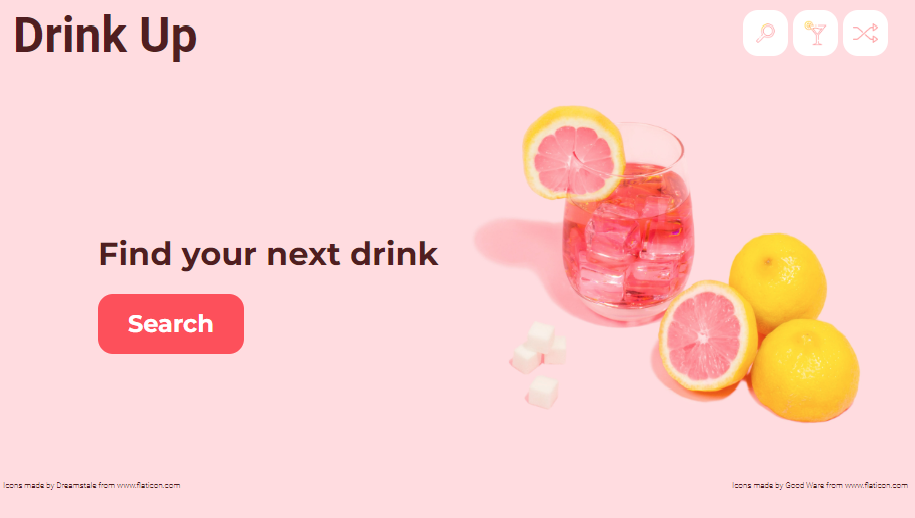 Drink Up
Find your next drink
Search
Icons made by Dreamstale from www.flaticon.com
Icons made by Good Ware from www.flaticon.com